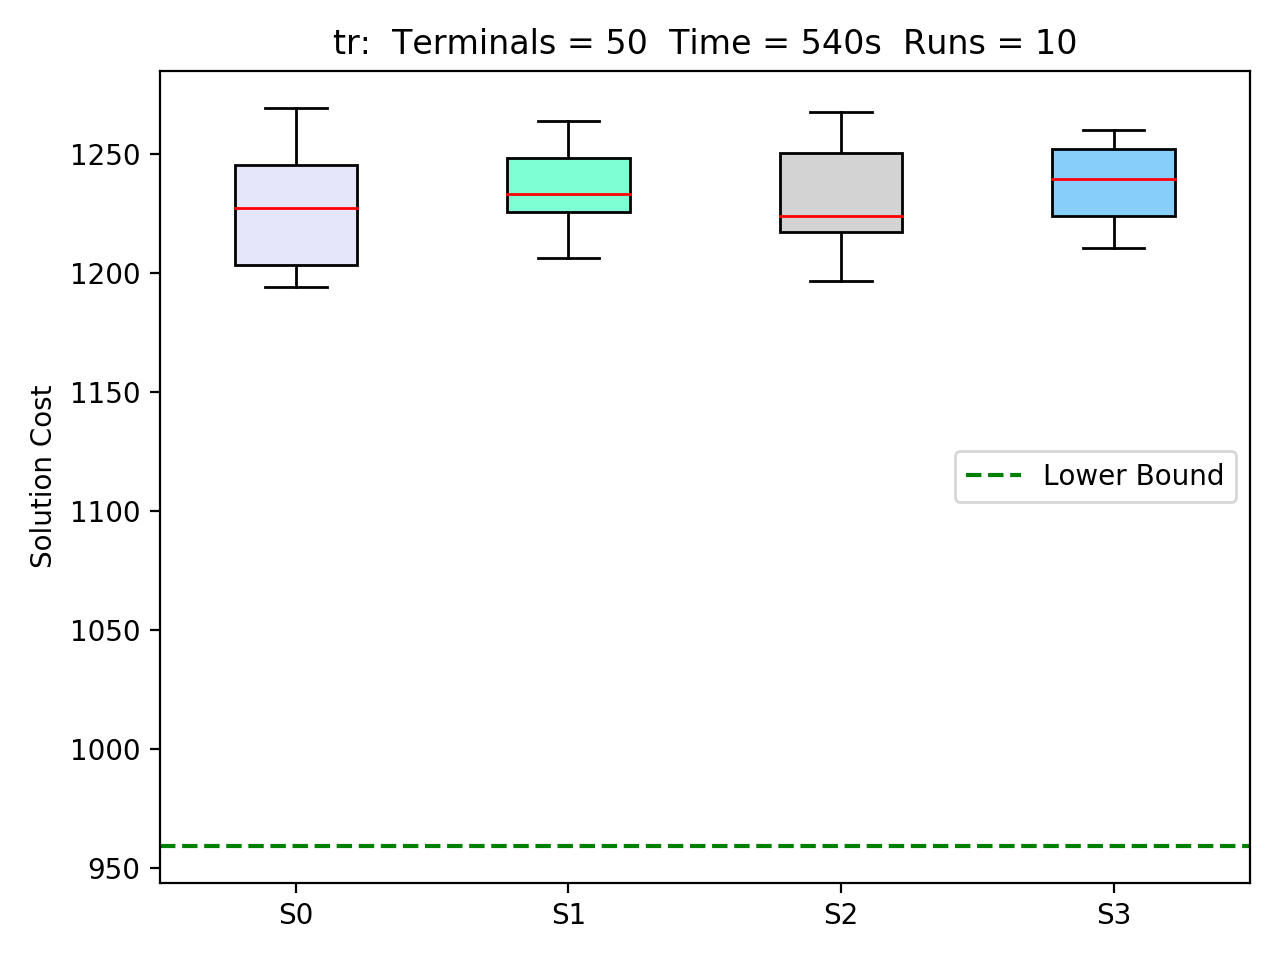 tr:  Terminals = 50  Time = 540s  Runs = 10
Solution Cost
1250
1200
1150
1100
1050
1000
950
Lower Bound
S0 S1 S2 S3